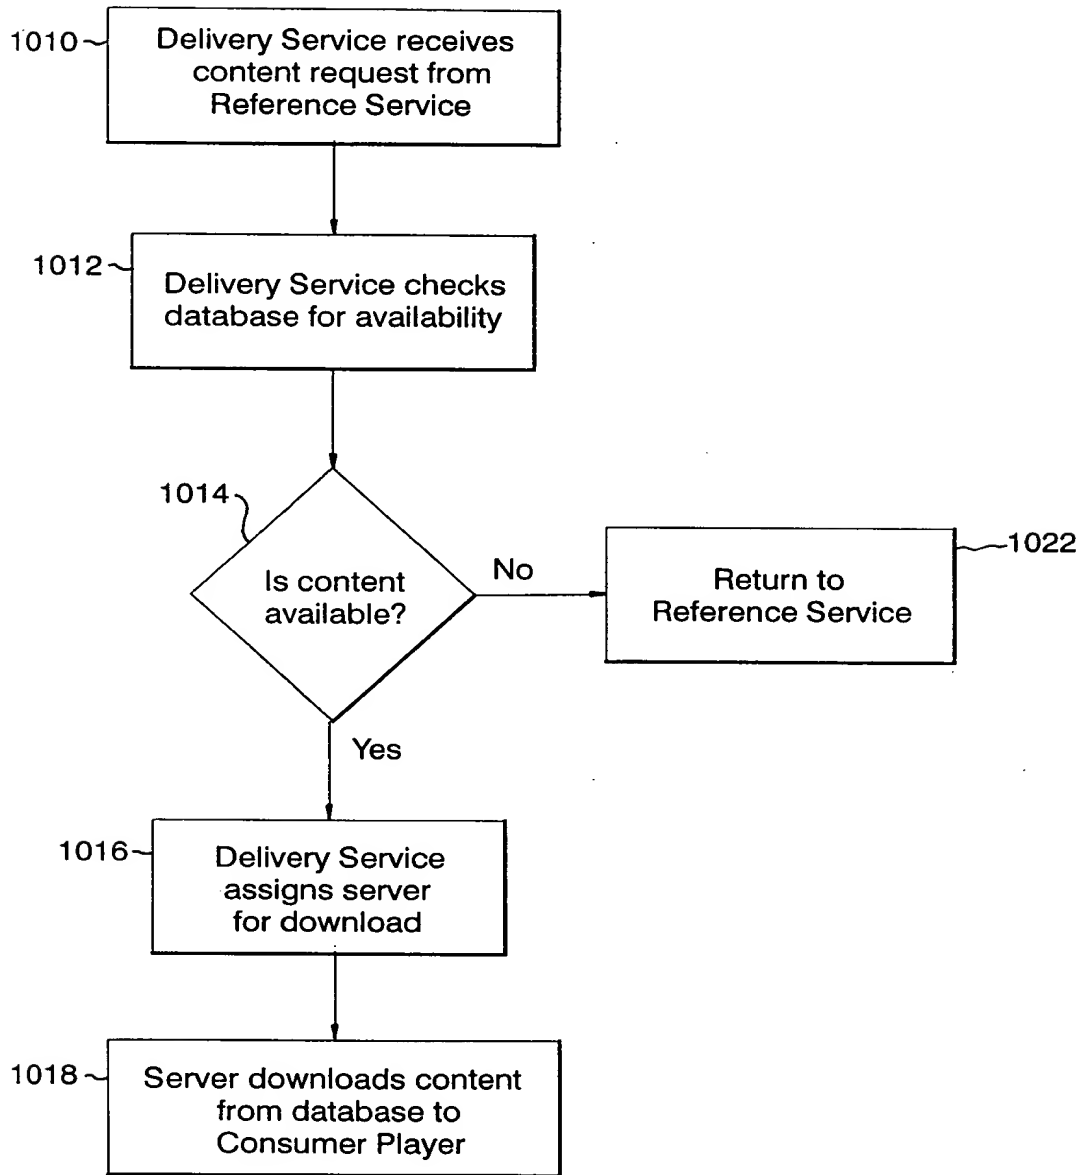 1010
Delivery Service receives
content request from
Reference Service
1012
Delivery Service checks
database for availability
1014
Is content
available?
No
Return to
Reference Service
1022
Yes
1016
Delivery Service
assigns server
for download
1018
Server downloads content
from database to
Consumer Player